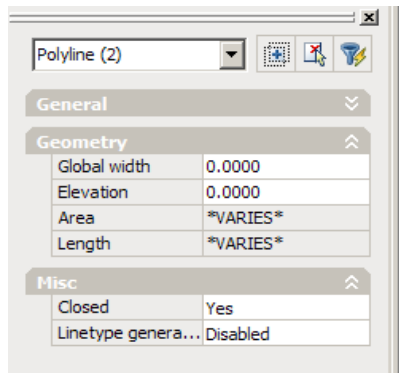 Polyline (2)
General
Geometry
Global width 0.0000
Elevation 0.0000
Area *VARIES*
Length *VARIES*
Misc
Closed Yes
Linetype genera... Disabled